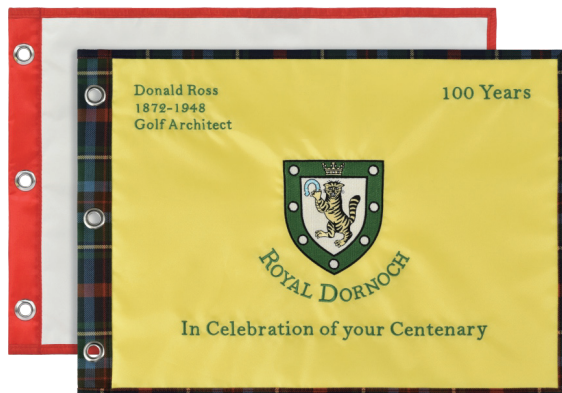 Donald Ross
1872-1948
Golf Architect
100 Years
ROYAL DORNOCH
In Celebration of your Centenary